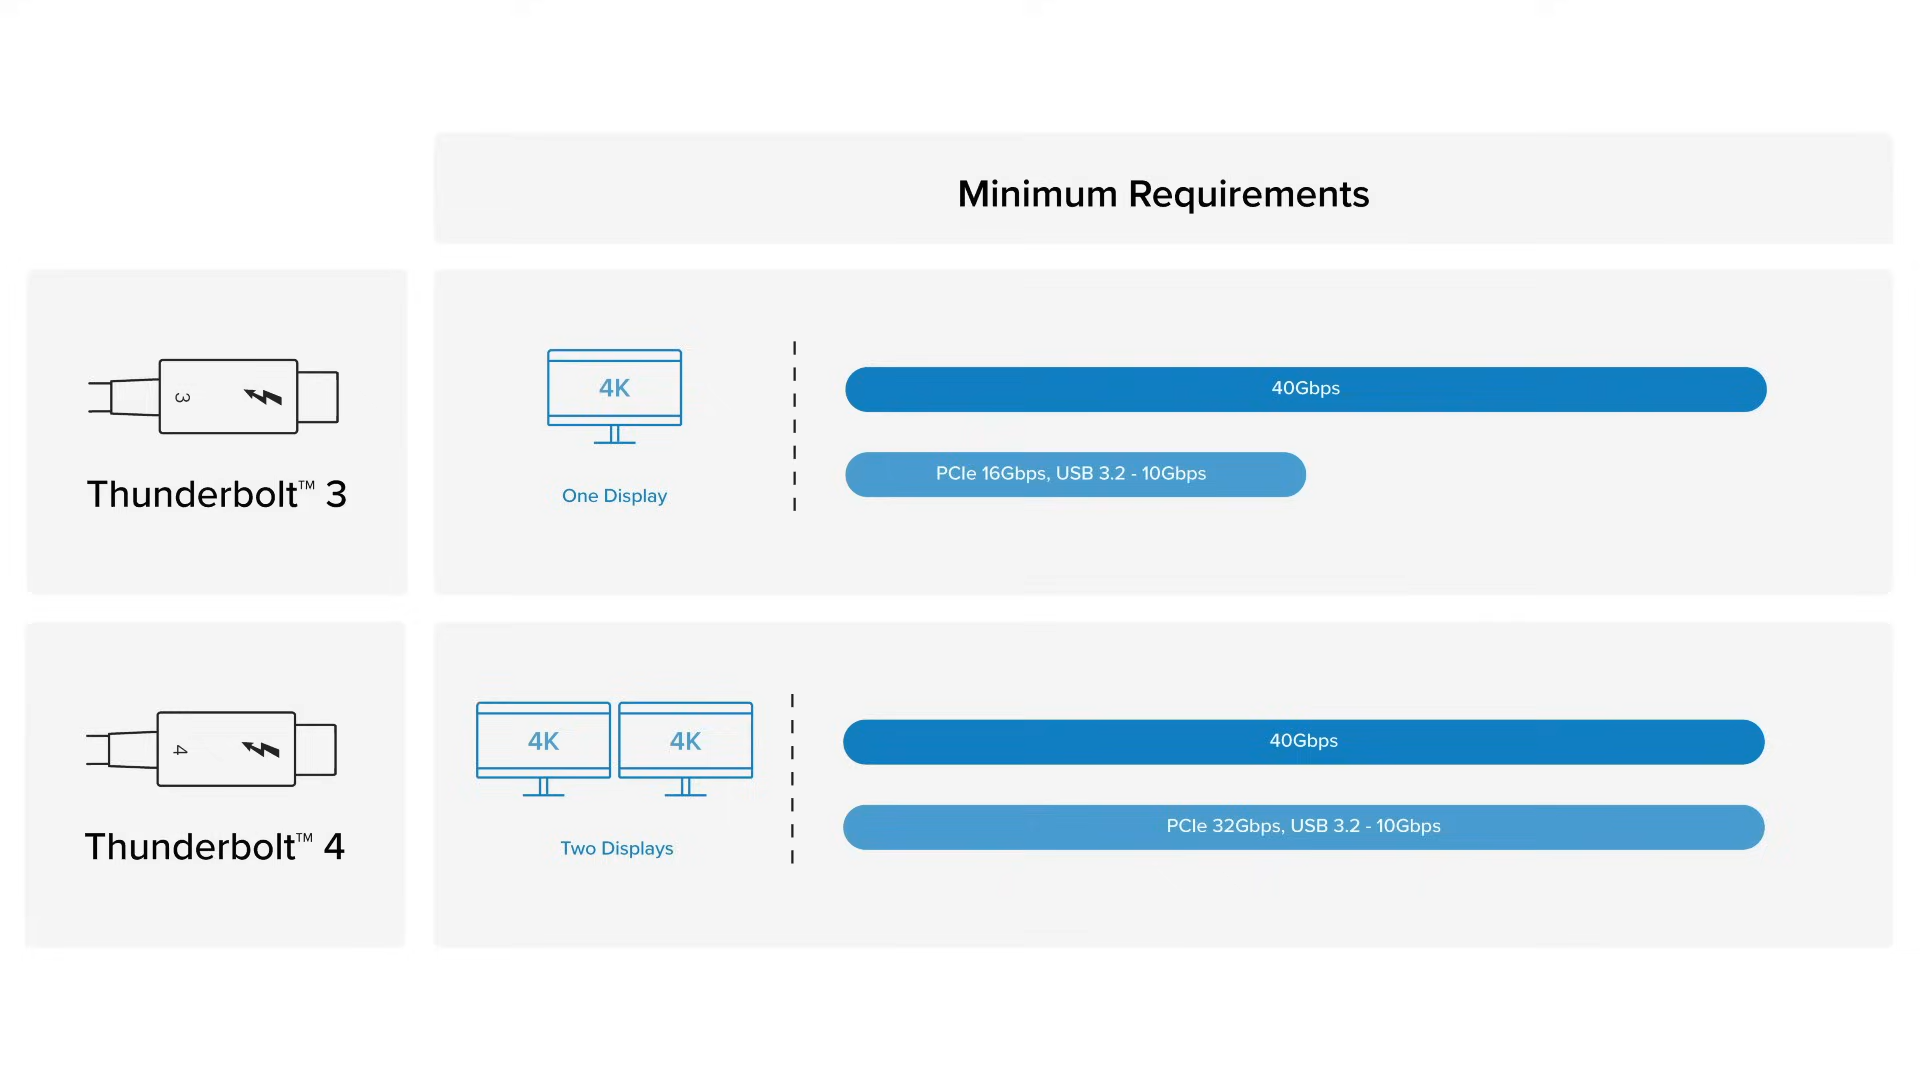 Minimum Requirements
3
Thunderbolt™ 3
4K
One Display
40Gbps
PCIe 16Gbps, USB 3.2 - 10Gbps
4
Thunderbolt™ 4
4K
4K
Two Displays
40Gbps
PCIe 32Gbps, USB 3.2 - 10Gbps